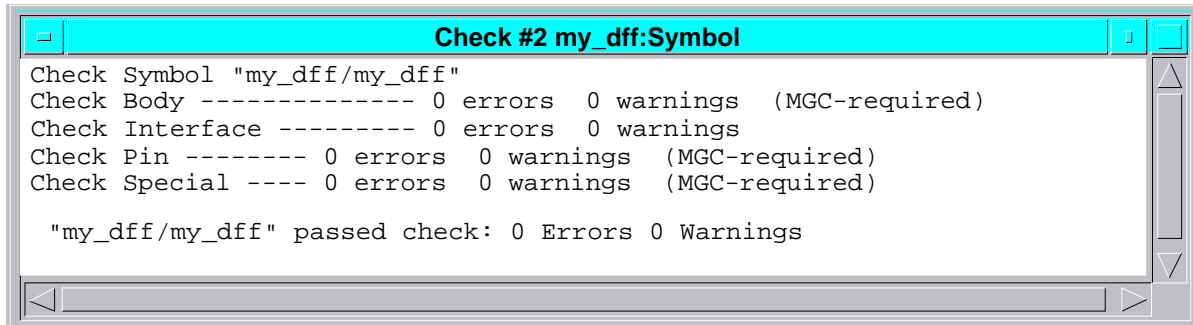 Check #2 my_dff:Symbol
Check Symbol "my_dff/my_dff"
Check Body -------------- 0 errors  0 warnings  (MGC-required)
Check Interface --------- 0 errors  0 warnings
Check Pin -------- 0 errors  0 warnings  (MGC-required)
Check Special ---- 0 errors  0 warnings  (MGC-required)
"my_dff/my_dff" passed check: 0 Errors 0 Warnings